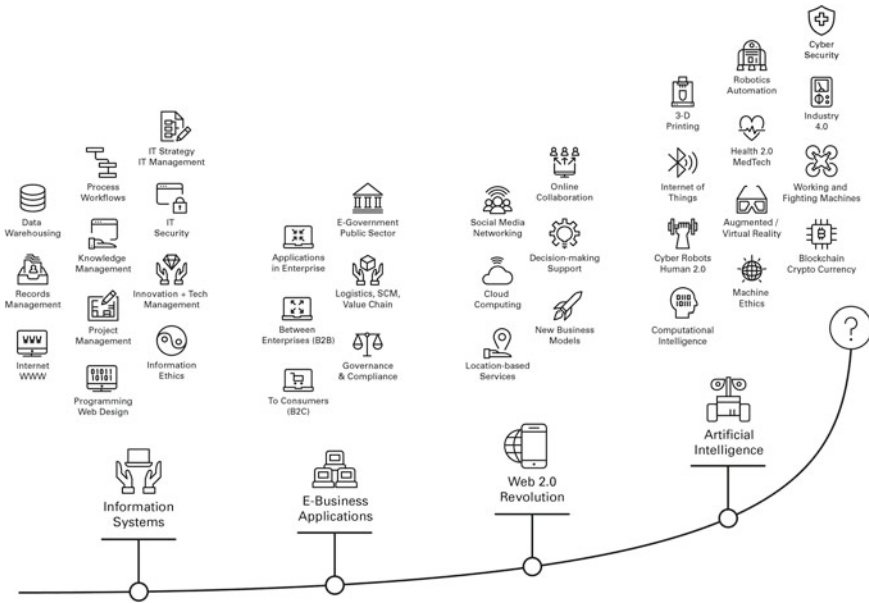 IT Strategy
IT Management
Process
Workflows
Data
Warehousing
IT
Security
Knowledge
Management
Records
Management
Innovation + Tech
Management
Project
Management
Internet
WWW
WWW
Information
Ethics
01011
10101
Programming
Web Design
Information
Systems
E-Government
Public Sector
Applications
in Enterprise
Logistics, SCM,
Value Chain
Between
Enterprises (B2B)
Governance
& Compliance
To Consumers
(B2C)
E-Business
Applications
Online
Collaboration
Social Media
Networking
Decision-making
Support
Cloud
Computing
New Business
Models
Location-based
Services
Web 2.0
Revolution
Cyber
Security
Robotics
Automation
3-D
Printing
Industry
4.0
Health 2.0
MedTech
Internet of
Things
Working and
Fighting Machines
Augmented /
Virtual Reality
Cyber Robots
Human 2.0
Blockchain
Crypto Currency
Machine
Ethics
0110
1011
Computational
Intelligence
Artificial
Intelligence
?